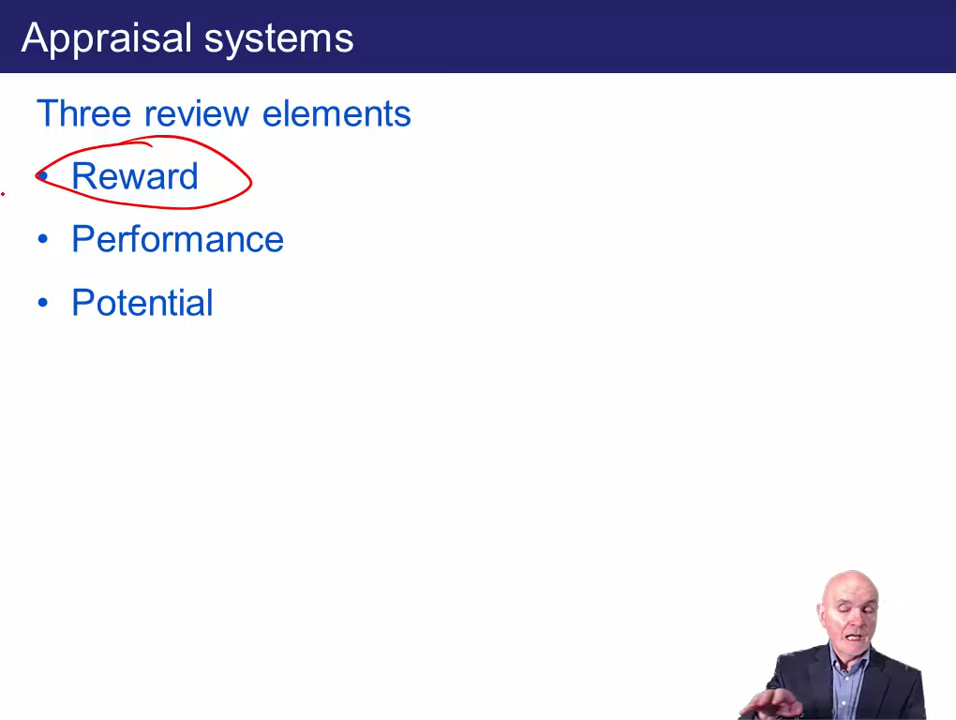 Appraisal systems
Three review elements
• Reward
• Performance
• Potential